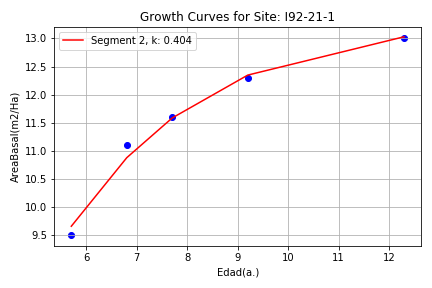 Growth Curves for Site: I92-21-1
Segment 2, k: 0.404
AreaBasal(m2/Ha)
13.0
12.5
12.0
11.5
11.0
10.5
10.0
9.5
6 7 8 9 10 11 12
Edad(a.)